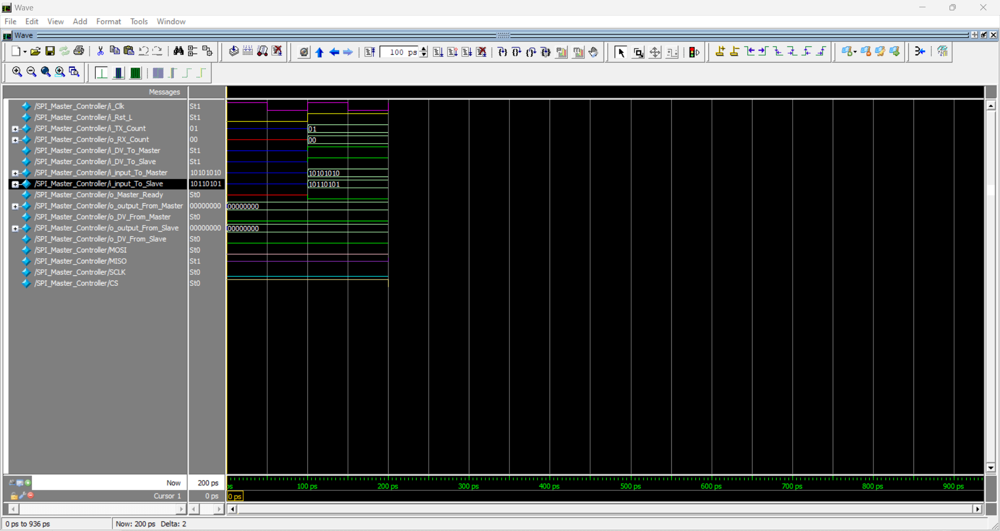 Wave
File Edit View Add Format Tools Window
Wave
100 ps
Messages
/SPI_Master_Controller/i_Clk St1
/SPI_Master_Controller/i_Rst_L St1
/SPI_Master_Controller/i_TX_Count 01 01
/SPI_Master_Controller/o_RX_Count 00 00
/SPI_Master_Controller/i_DV_To_Master St1
/SPI_Master_Controller/i_DV_To_Slave St1
/SPI_Master_Controller/i_input_To_Master 10101010 10101010
/SPI_Master_Controller/i_input_To_Slave 10110101 10110101
/SPI_Master_Controller/o_Master_Ready St0
/SPI_Master_Controller/o_output_From_Master 00000000 00000000
/SPI_Master_Controller/o_DV_From_Master St0
/SPI_Master_Controller/o_output_From_Slave 00000000 00000000
/SPI_Master_Controller/o_DV_From_Slave St0
/SPI_Master_Controller/MOSI St0
/SPI_Master_Controller/MISO St1
/SPI_Master_Controller/SCLK St0
/SPI_Master_Controller/CS St0
Now 200 ps ps 100 ps 200 ps 300 ps 400 ps 500 ps 600 ps 700 ps 800 ps 900 ps
Cursor 1 0 ps 0 ps
0 ps to 936 ps Now: 200 ps Delta: 2